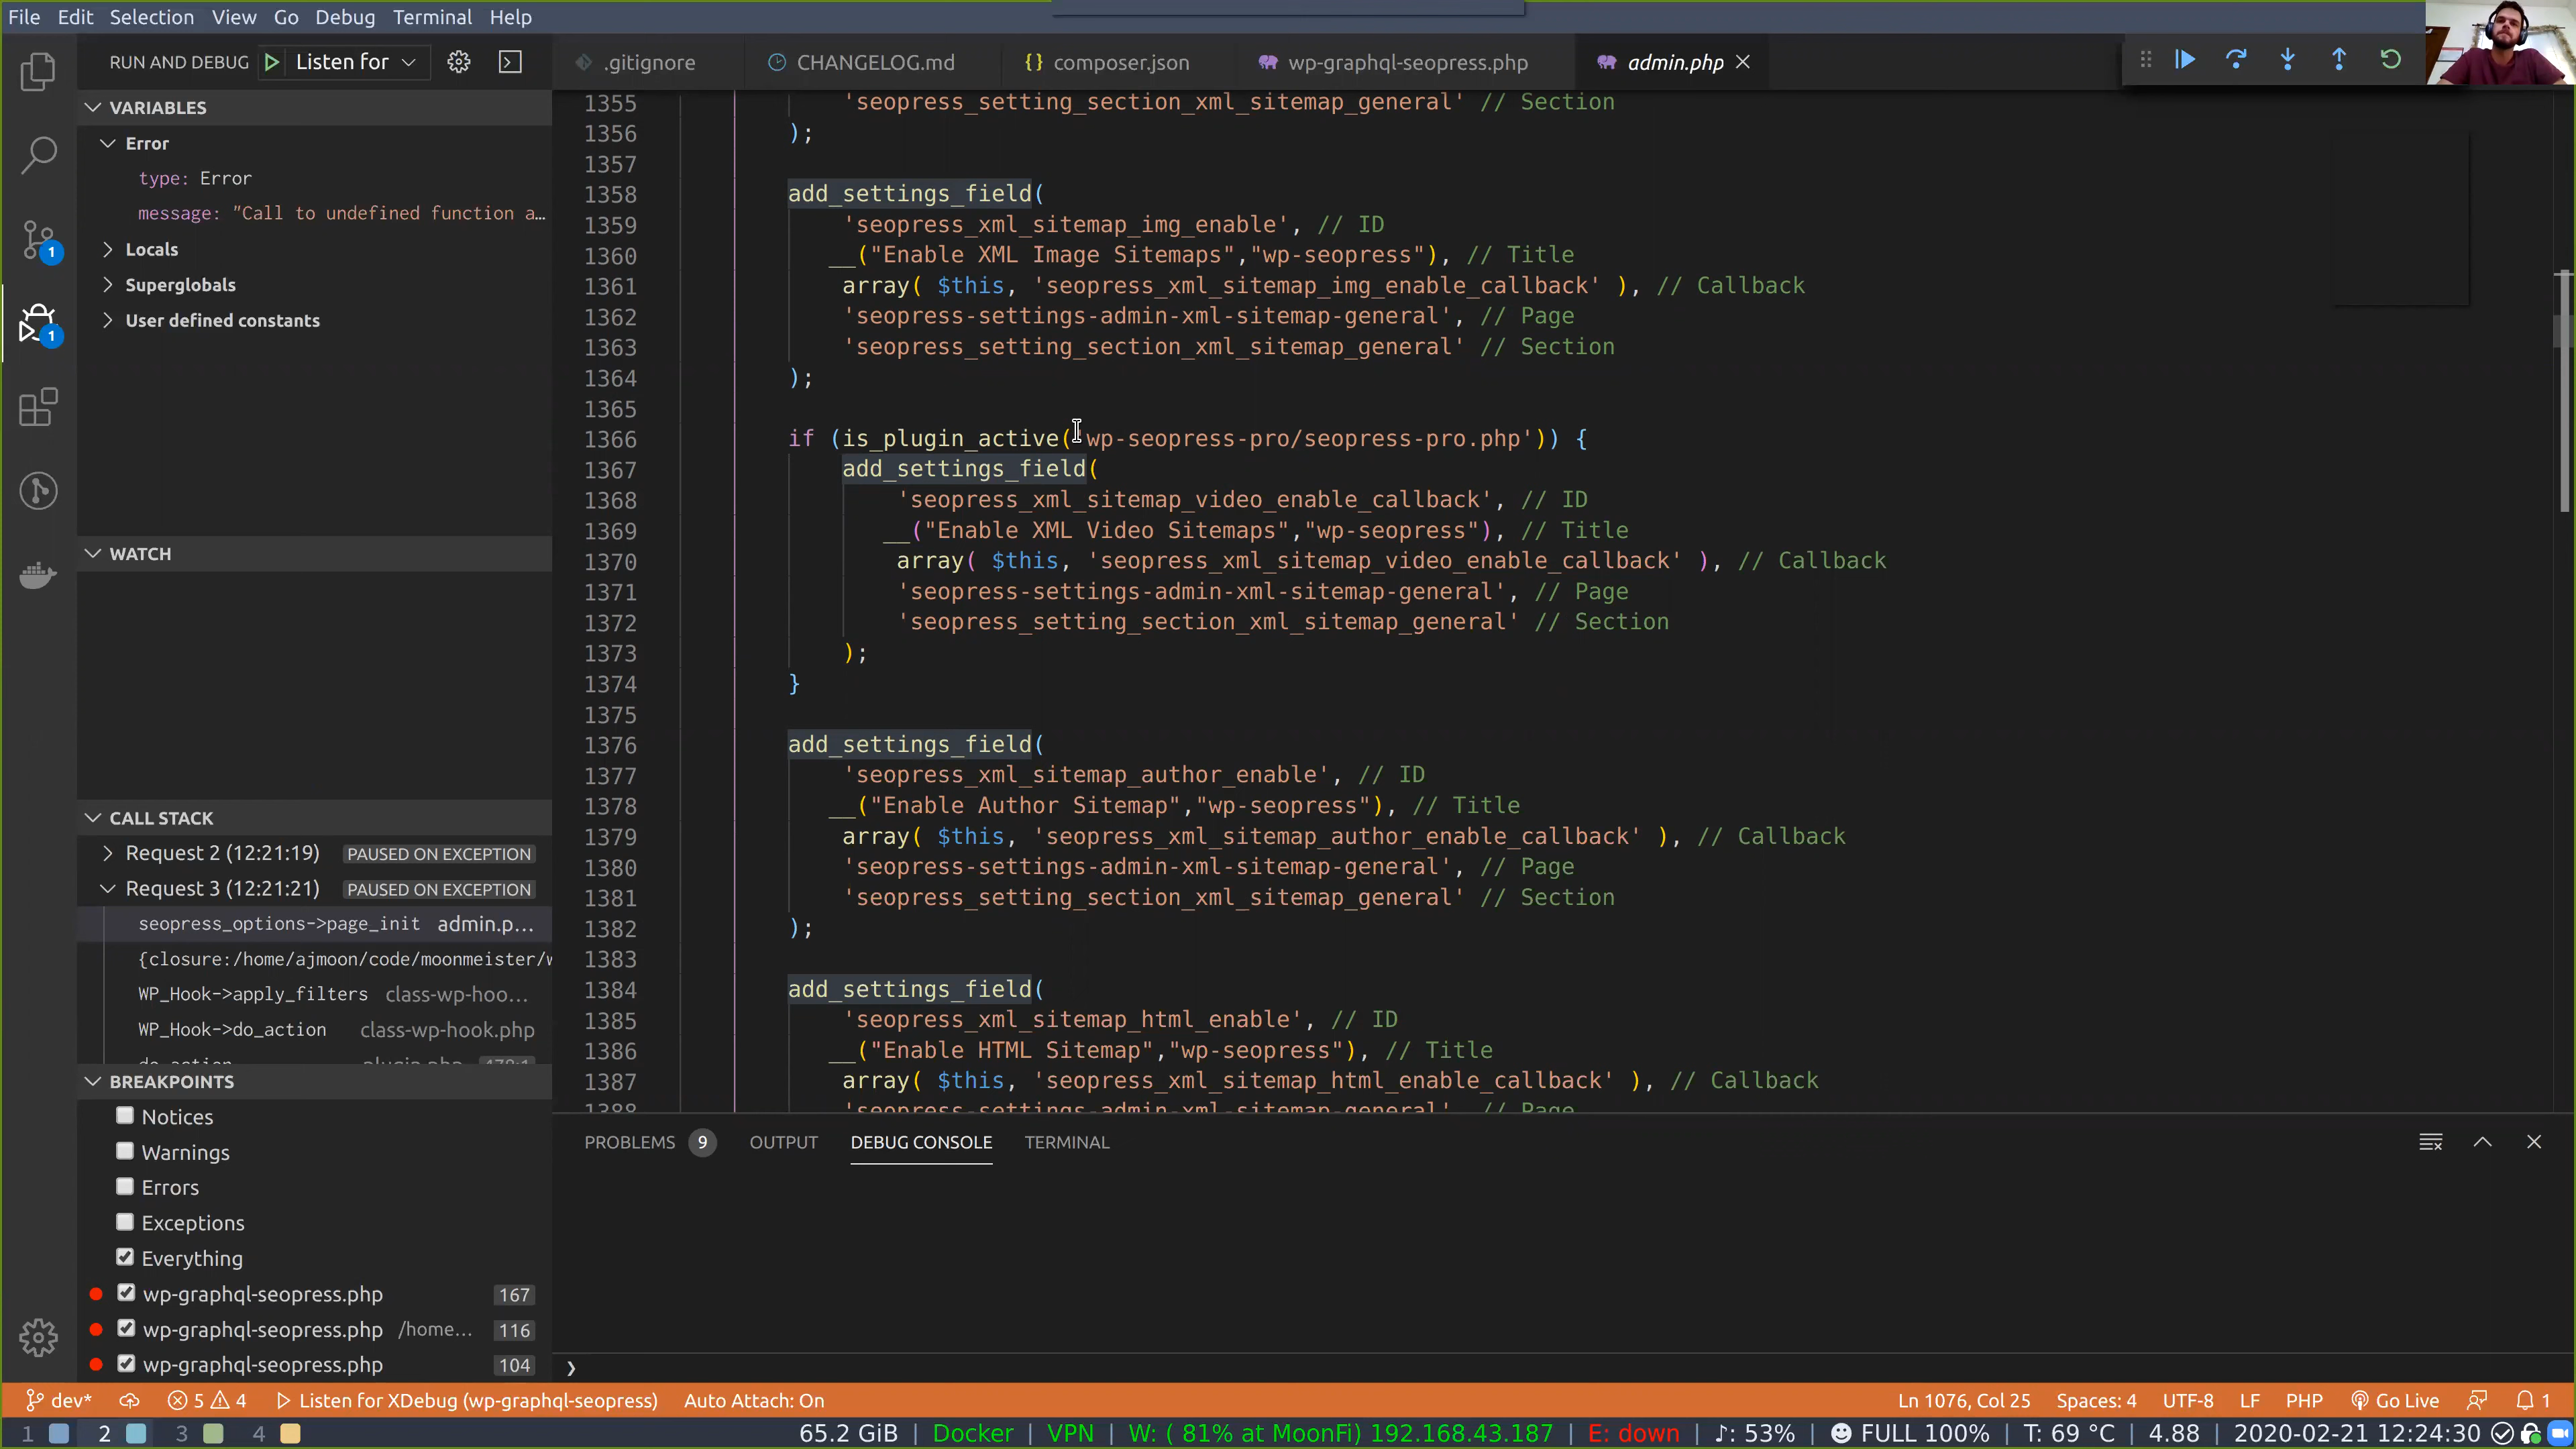 File Edit Selection View Go Debug Terminal Help
RUN AND DEBUG Listen for
.gitignore CHANGELOG.md {} composer.json wp-graphql-seopress.php admin.php
VARIABLES
Error
type: Error
message: "Call to undefined function a…
Locals
Superglobals
User defined constants
WATCH
CALL STACK
Request 2 (12:21:19) PAUSED ON EXCEPTION
Request 3 (12:21:21) PAUSED ON EXCEPTION
seopress_options->page_init admin.p…
{closure:/home/ajmoon/code/moonmeister/w
WP_Hook->apply_filters class-wp-hoo…
WP_Hook->do_action class-wp-hook.php
do_action plugin.php 478:1
BREAKPOINTS
Notices
Warnings
Errors
Exceptions
Everything
wp-graphql-seopress.php 167
wp-graphql-seopress.php /home… 116
wp-graphql-seopress.php 104
1 1
1355 'seopress_setting_section_xml_sitemap_general' // Section
1356 );
1357
1358 add_settings_field(
1359 'seopress_xml_sitemap_img_enable', // ID
1360 __("Enable XML Image Sitemaps","wp-seopress"), // Title
1361 array( $this, 'seopress_xml_sitemap_img_enable_callback' ), // Callback
1362 'seopress-settings-admin-xml-sitemap-general', // Page
1363 'seopress_setting_section_xml_sitemap_general' // Section
1364 );
1365
1366 if (is_plugin_active('wp-seopress-pro/seopress-pro.php')) {
1367 add_settings_field(
1368 'seopress_xml_sitemap_video_enable_callback', // ID
1369 __("Enable XML Video Sitemaps","wp-seopress"), // Title
1370 array( $this, 'seopress_xml_sitemap_video_enable_callback' ), // Callback
1371 'seopress-settings-admin-xml-sitemap-general', // Page
1372 'seopress_setting_section_xml_sitemap_general' // Section
1373 );
1374 }
1375
1376 add_settings_field(
1377 'seopress_xml_sitemap_author_enable', // ID
1378 __("Enable Author Sitemap","wp-seopress"), // Title
1379 array( $this, 'seopress_xml_sitemap_author_enable_callback' ), // Callback
1380 'seopress-settings-admin-xml-sitemap-general', // Page
1381 'seopress_setting_section_xml_sitemap_general' // Section
1382 );
1383
1384 add_settings_field(
1385 'seopress_xml_sitemap_html_enable', // ID
1386 __("Enable HTML Sitemap","wp-seopress"), // Title
1387 array( $this, 'seopress_xml_sitemap_html_enable_callback' ), // Callback
1388 'seopress-settings-admin-xml-sitemap-general', // Page
PROBLEMS 9 OUTPUT DEBUG CONSOLE TERMINAL
dev* 5 4 Listen for XDebug (wp-graphql-seopress) Auto Attach: On Ln 1076, Col 25 Spaces: 4 UTF-8 LF PHP Go Live 1
1 2 3 4 65.2 GiB | Docker | VPN | W: ( 81% at MoonFi) 192.168.43.187 | E: down | ♪: 53% | ☻ FULL 100% | T: 69 °C | 4.88 | 2020-02-21 12:24:30